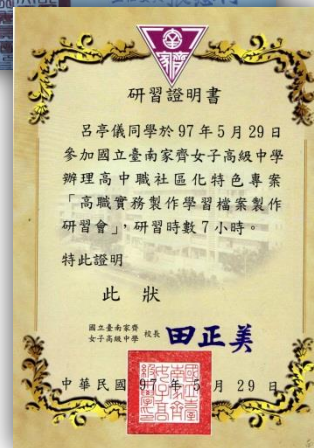 研習證明書
呂亭儀同學於97年5月29日
參加國立臺南家齊女子高級中學
辦理高中職社區化特色專案
「高職實務製作學習檔案製作
研習會」，研習時數7小時。
特此證明
此狀
國立臺南家齊
女子高級中學 校長 田正美
中華民國 97 年 5 月 29 日